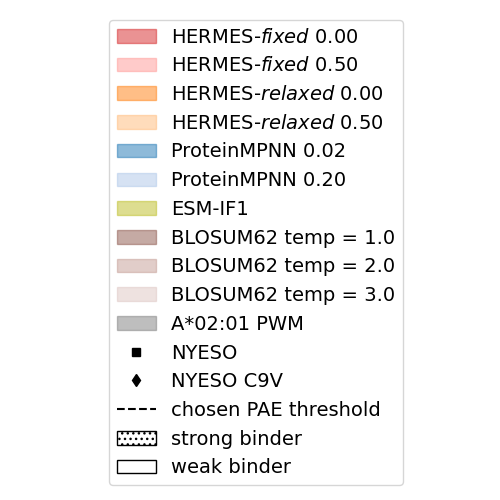 HERMES-fixed 0.00
HERMES-fixed 0.50
HERMES-relaxed 0.00
HERMES-relaxed 0.50
ProteinMPNN 0.02
ProteinMPNN 0.20
ESM-IF1
BLOSUM62 temp = 1.0
BLOSUM62 temp = 2.0
BLOSUM62 temp = 3.0
A*02:01 PWM
NYESO
NYESO C9V
chosen PAE threshold
strong binder
weak binder